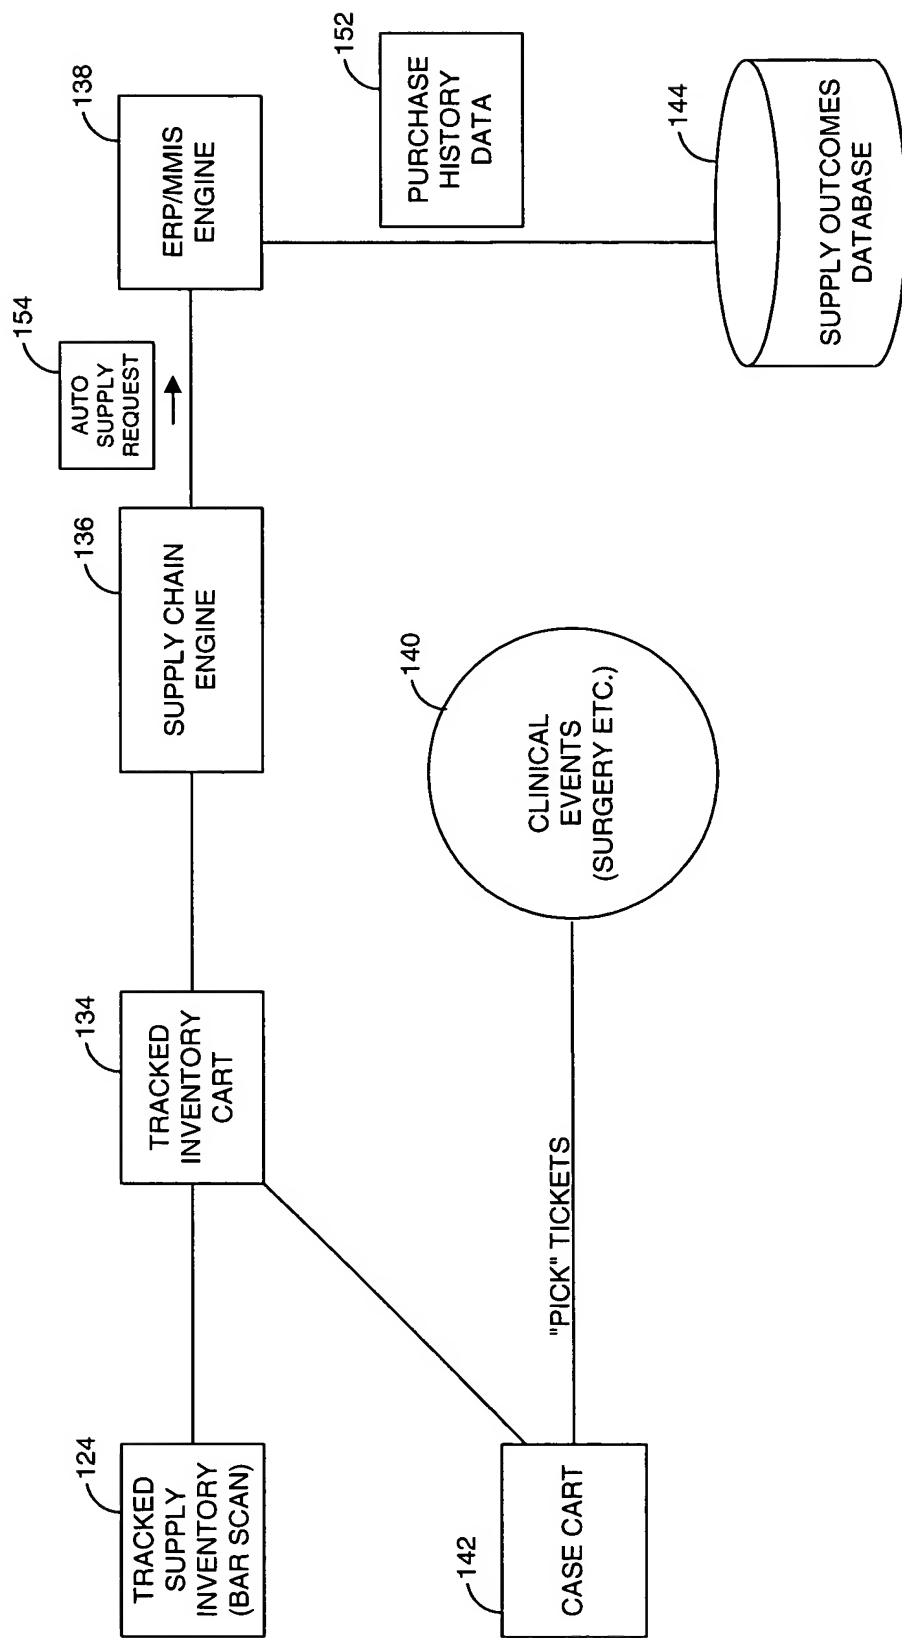 124
TRACKED
SUPPLY
INVENTORY
(BAR SCAN)
134
TRACKED
INVENTORY
CART
136
SUPPLY CHAIN
ENGINE
154
AUTO
SUPPLY
REQUEST
138
ERP/MMIS
ENGINE
152
PURCHASE
HISTORY
DATA
142
CASE CART
"PICK" TICKETS
140
CLINICAL
EVENTS
(SURGERY ETC.)
144
SUPPLY OUTCOMES
DATABASE